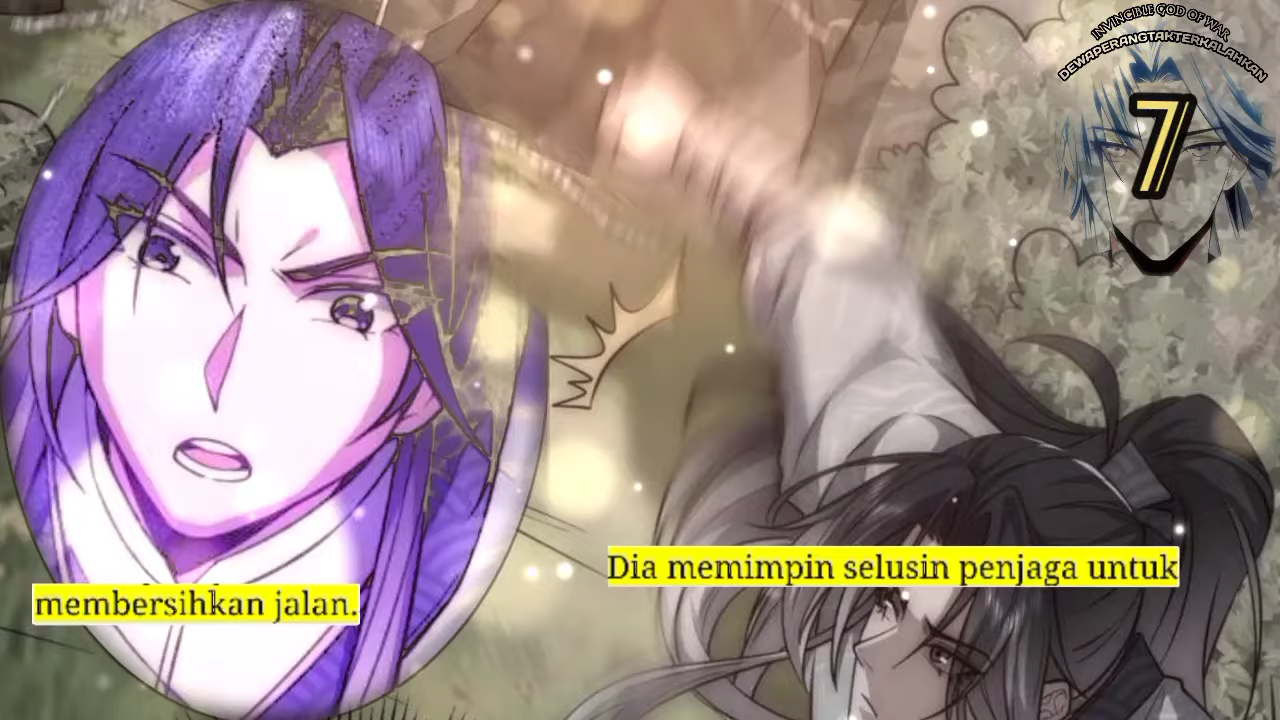 INVINCIBLE GOD OF WAR
DEWAPERANGTAKTERKALAHKAN
7
Dia memimpin selusin penjaga untuk
membersihkan jalan.